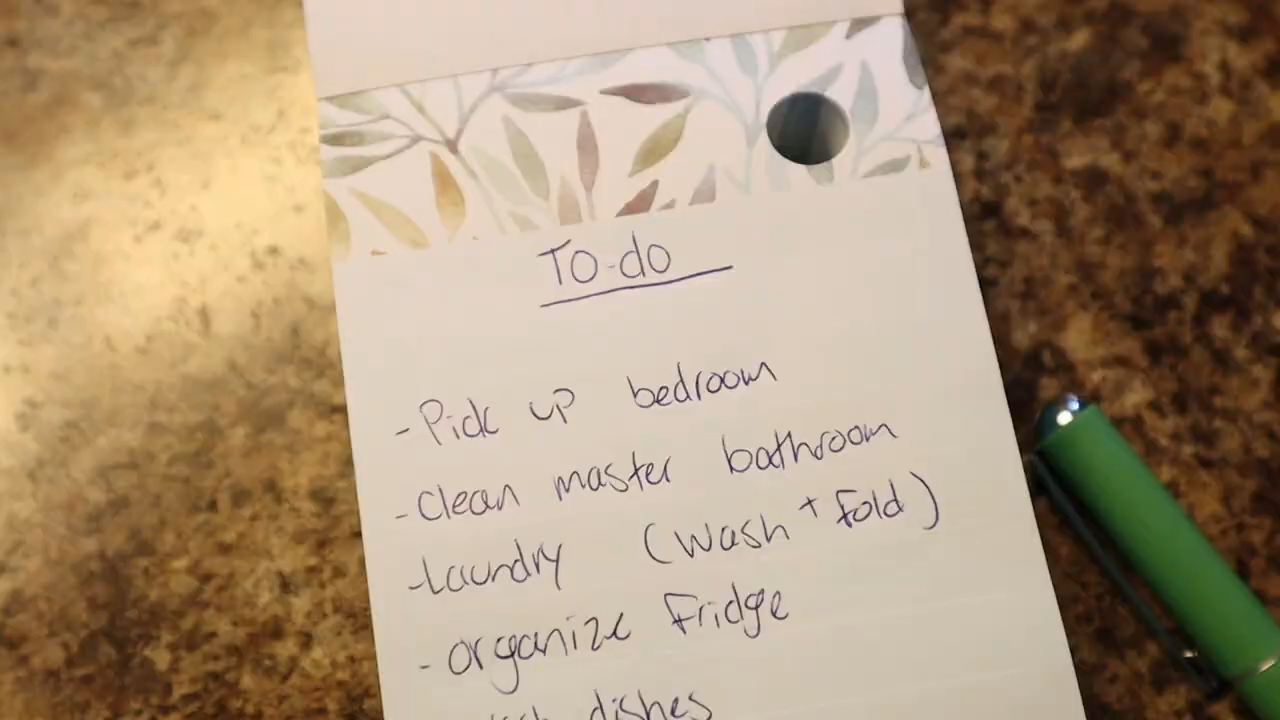 To-do
- Pick up bedroom
- Clean master bathroom
- Laundry (wash + fold)
- organize fridge
dishes